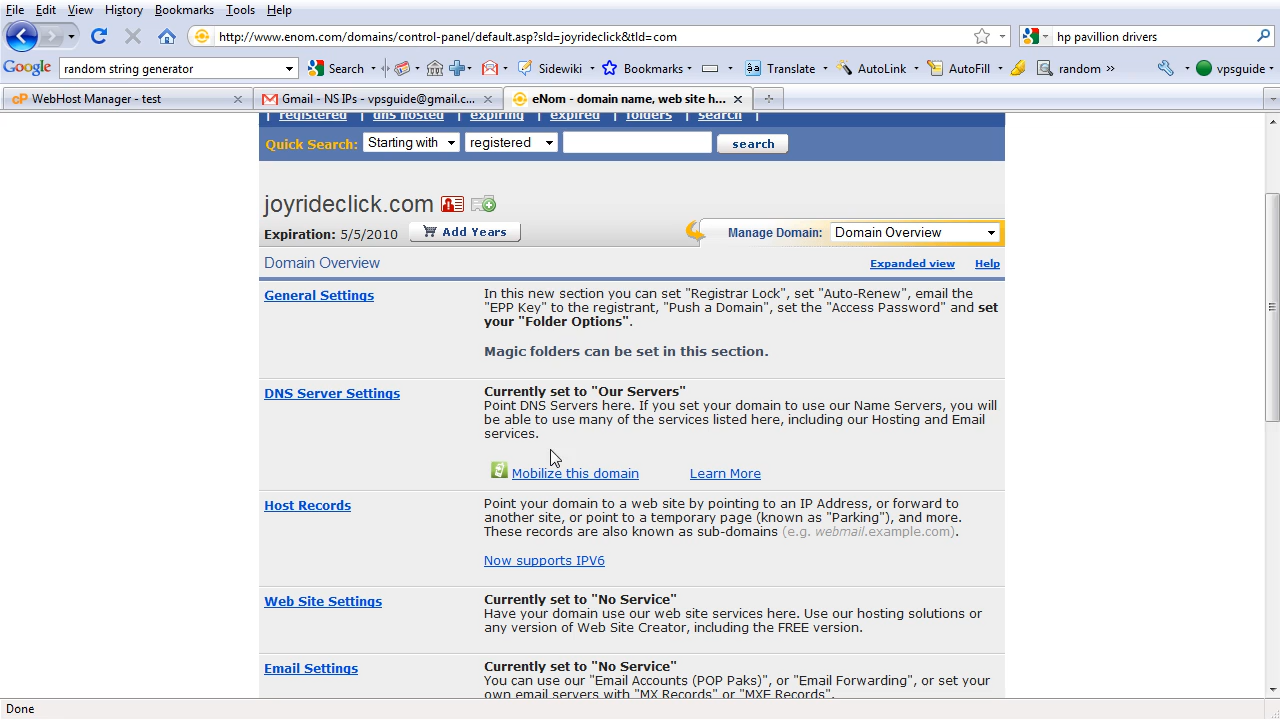 File Edit View History Bookmarks Tools Help
http://www.enom.com/domains/control-panel/default.asp?sld=joyrideclick&tld=com
hp pavillion drivers
Google random string generator Search Sidewiki Bookmarks Translate AutoLink AutoFill random » vpsguide
cP WebHost Manager - test
Gmail - NS IPs - vpsguide@gmail.c...
eNom - domain name, web site h...
| registered | dns hosted | expiring | expired | folders | search |
Quick Search: Starting with registered search
joyrideclick.com
Expiration: 5/5/2010 Add Years Manage Domain: Domain Overview
Domain Overview Expanded view Help
General Settings
In this new section you can set "Registrar Lock", set "Auto-Renew", email the
"EPP Key" to the registrant, "Push a Domain", set the "Access Password" and set
your "Folder Options".
Magic folders can be set in this section.
DNS Server Settings
Currently set to "Our Servers"
Point DNS Servers here. If you set your domain to use our Name Servers, you will
be able to use many of the services listed here, including our Hosting and Email
services.
Mobilize this domain Learn More
Host Records
Point your domain to a web site by pointing to an IP Address, or forward to
another site, or point to a temporary page (known as "Parking"), and more.
These records are also known as sub-domains (e.g. webmail.example.com).
Now supports IPV6
Web Site Settings
Currently set to "No Service"
Have your domain use our web site services here. Use our hosting solutions or
any version of Web Site Creator, including the FREE version.
Email Settings
Currently set to "No Service"
You can use our "Email Accounts (POP Paks)", or "Email Forwarding", or set your
own email servers with "MX Records" or "MXE Records".
Done